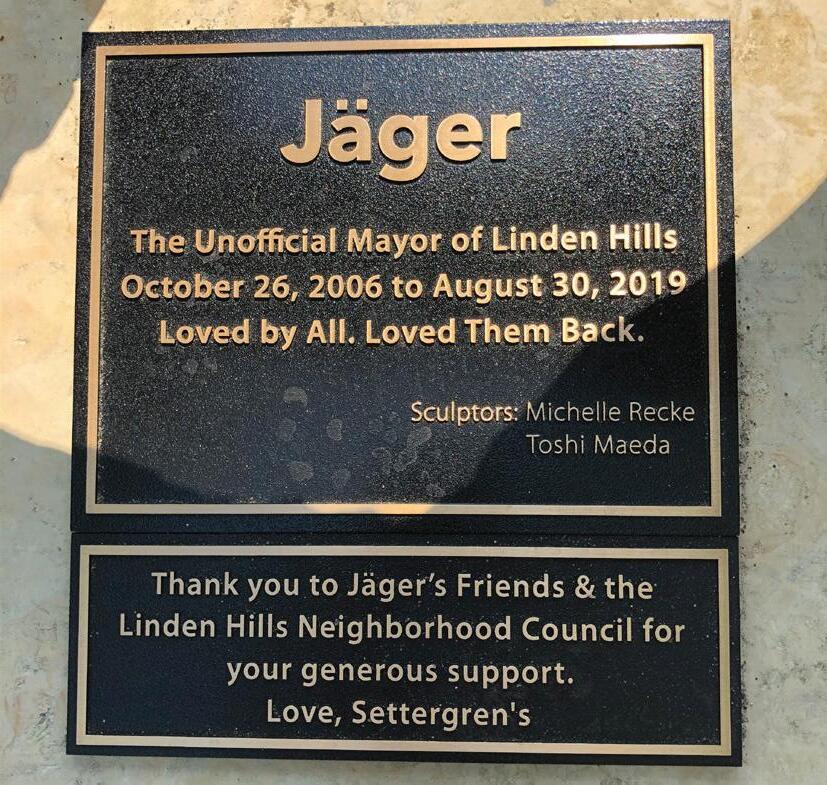 Jäger
The Unofficial Mayor of Linden Hills
October 26, 2006 to August 30, 2019
Loved by All. Loved Them Back.
Sculptors: Michelle Recke
Toshi Maeda
Thank you to Jäger's Friends & the
Linden Hills Neighborhood Council for
your generous support.
Love, Settergren's